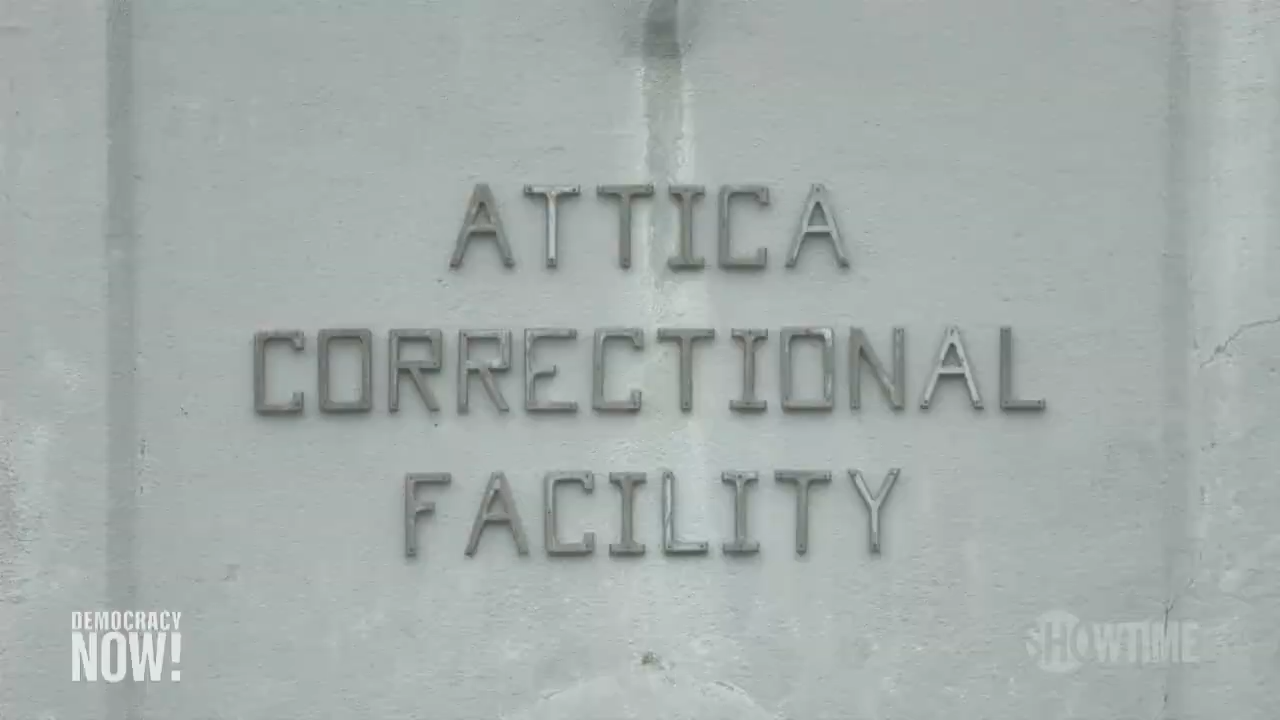 ATTICA
CORRECTIONAL
FACILITY
DEMOCRACY
NOW!
SHOWTIME